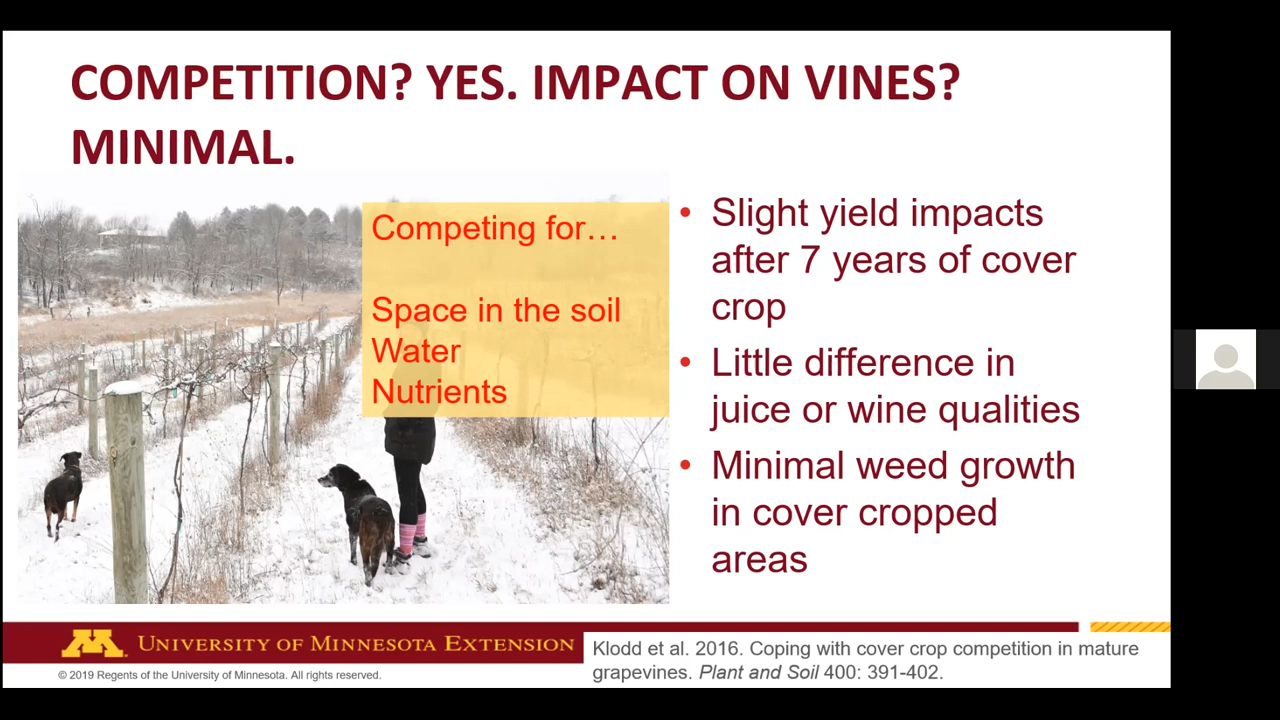 COMPETITION? YES. IMPACT ON VINES?
MINIMAL.
Competing for…
Space in the soil
Water
Nutrients
• Slight yield impacts
after 7 years of cover
crop
• Little difference in
juice or wine qualities
• Minimal weed growth
in cover cropped
areas
M
UNIVERSITY OF MINNESOTA EXTENSION
© 2019 Regents of the University of Minnesota. All rights reserved.
Klodd et al. 2016. Coping with cover crop competition in mature
grapevines. Plant and Soil 400: 391-402.